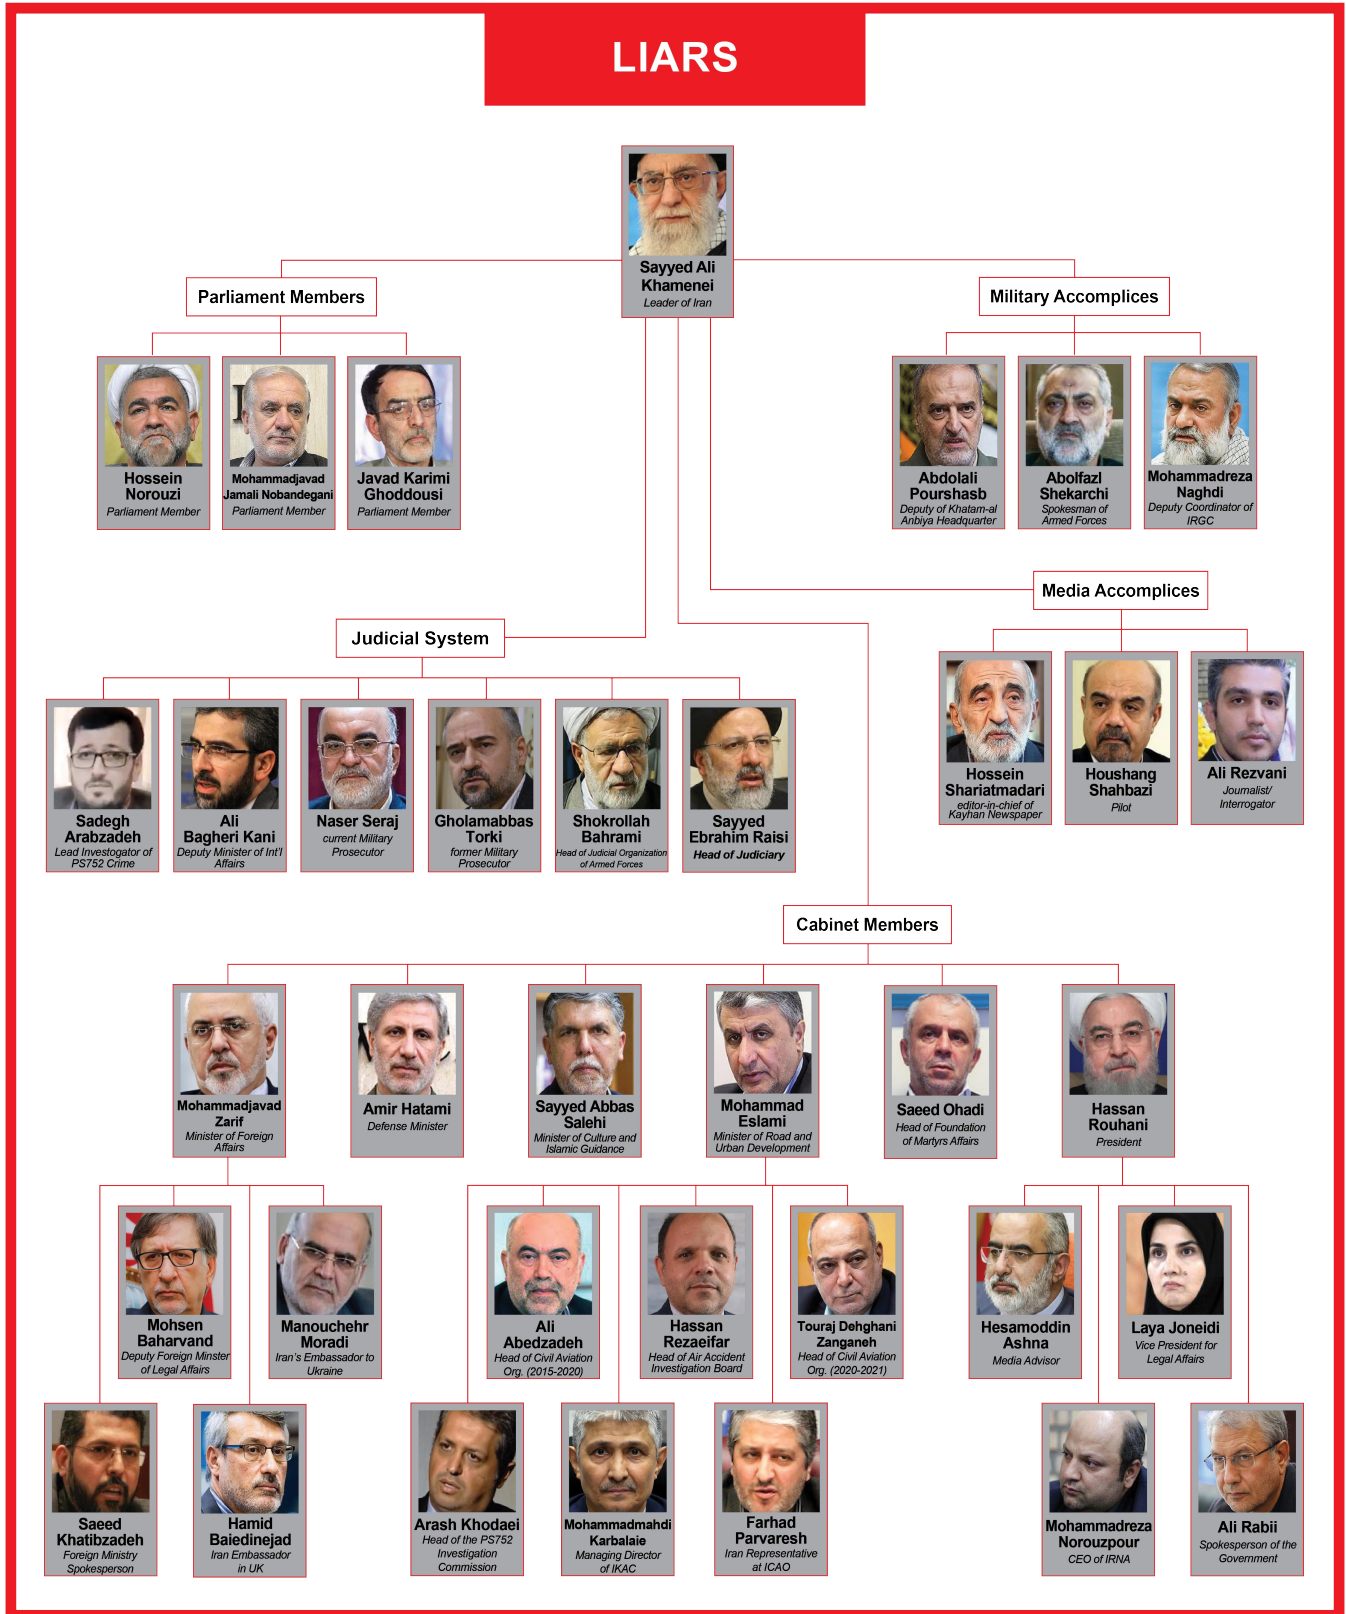 LIARS
Sayyed Ali
Khamenei
Leader of Iran
Parliament Members
Hossein
Norouzi
Parliament Member
Mohammadjavad
Jamali Nobandegani
Parliament Member
Javad Karimi
Ghoddousi
Parliament Member
Military Accomplices
Abdolali
Pourshasb
Deputy of Khatam-al
Anbiya Headquarter
Abolfazl
Shekarchi
Spokesman of
Armed Forces
Mohammadreza
Naghdi
Deputy Coordinator of
IRGC
Media Accomplices
Hossein
Shariatmadari
editor-in-chief of
Kayhan Newspaper
Houshang
Shahbazi
Pilot
Ali Rezvani
Journalist/
Interrogator
Judicial System
Sadegh
Arabzadeh
Lead Investogator of
PS752 Crime
Ali
Bagheri Kani
Deputy Minister of Int'l
Affairs
Naser Seraj
current Military
Prosecutor
Gholamabbas
Torki
former Military
Prosecutor
Shokrollah
Bahrami
Head of Judicial Organization
of Armed Forces
Sayyed
Ebrahim Raisi
Head of Judiciary
Cabinet Members
Mohammadjavad
Zarif
Minister of Foreign
Affairs
Amir Hatami
Defense Minister
Sayyed Abbas
Salehi
Minister of Culture and
Islamic Guidance
Mohammad
Eslami
Minister of Road and
Urban Development
Saeed Ohadi
Head of Foundation
of Martyrs Affairs
Hassan
Rouhani
President
Mohsen
Baharvand
Deputy Foreign Minster
of Legal Affairs
Manouchehr
Moradi
Iran's Embassador to
Ukraine
Ali
Abedzadeh
Head of Civil Aviation
Org. (2015-2020)
Hassan
Rezaeifar
Head of Air Accident
Investigation Board
Touraj Dehghani
Zanganeh
Head of Civil Aviation
Org. (2020-2021)
Hesamoddin
Ashna
Media Advisor
Laya Joneidi
Vice President for
Legal Affairs
Saeed
Khatibzadeh
Foreign Ministry
Spokesperson
Hamid
Baiedinejad
Iran Embassador
in UK
Arash Khodaei
Head of the PS752
Investigation
Commission
Mohammadmahdi
Karbalaie
Managing Director
of IKAC
Farhad
Parvaresh
Iran Representative
at ICAO
Mohammadreza
Norouzpour
CEO of IRNA
Ali Rabii
Spokesperson of the
Government